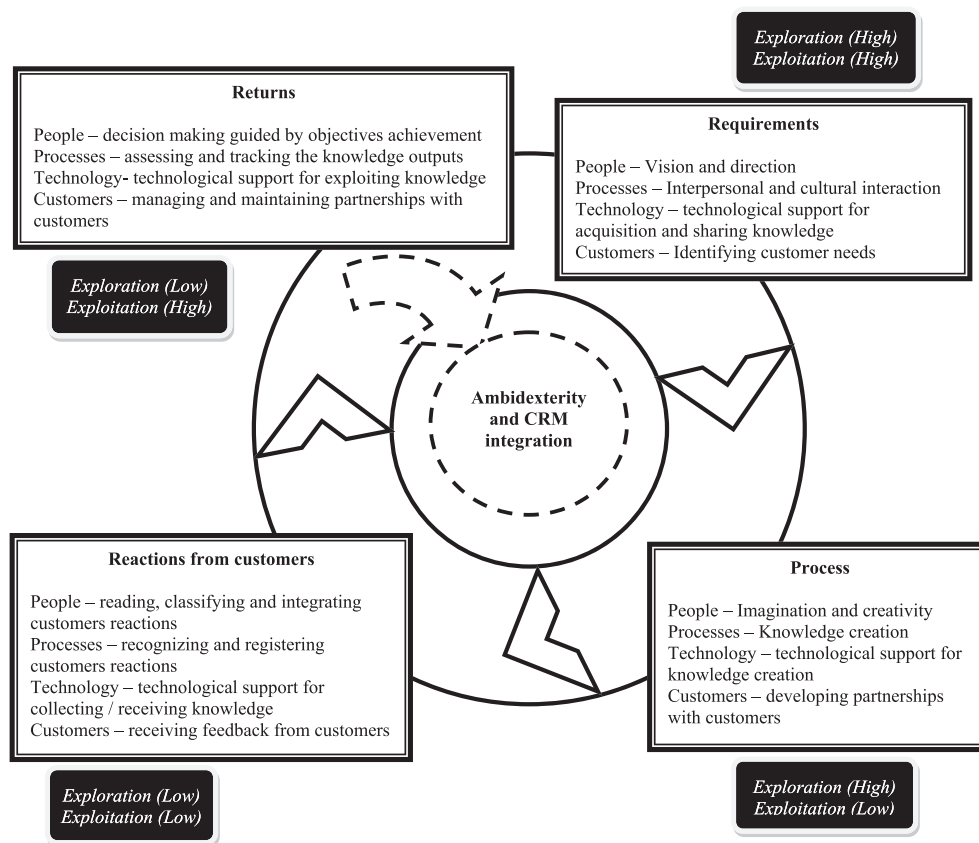 Exploration (High)
Exploitation (High)
Returns
People – decision making guided by objectives achievement
Processes – assessing and tracking the knowledge outputs
Technology- technological support for exploiting knowledge
Customers – managing and maintaining partnerships with
customers
Requirements
People – Vision and direction
Processes – Interpersonal and cultural interaction
Technology – technological support for
acquisition and sharing knowledge
Customers – Identifying customer needs
Exploration (Low)
Exploitation (High)
Ambidexterity
and CRM
integration
Reactions from customers
People – reading, classifying and integrating
customers reactions
Processes – recognizing and registering
customers reactions
Technology – technological support for
collecting / receiving knowledge
Customers – receiving feedback from customers
Process
People – Imagination and creativity
Processes – Knowledge creation
Technology – technological support for
knowledge creation
Customers – developing partnerships
with customers
Exploration (Low)
Exploitation (Low)
Exploration (High)
Exploitation (Low)